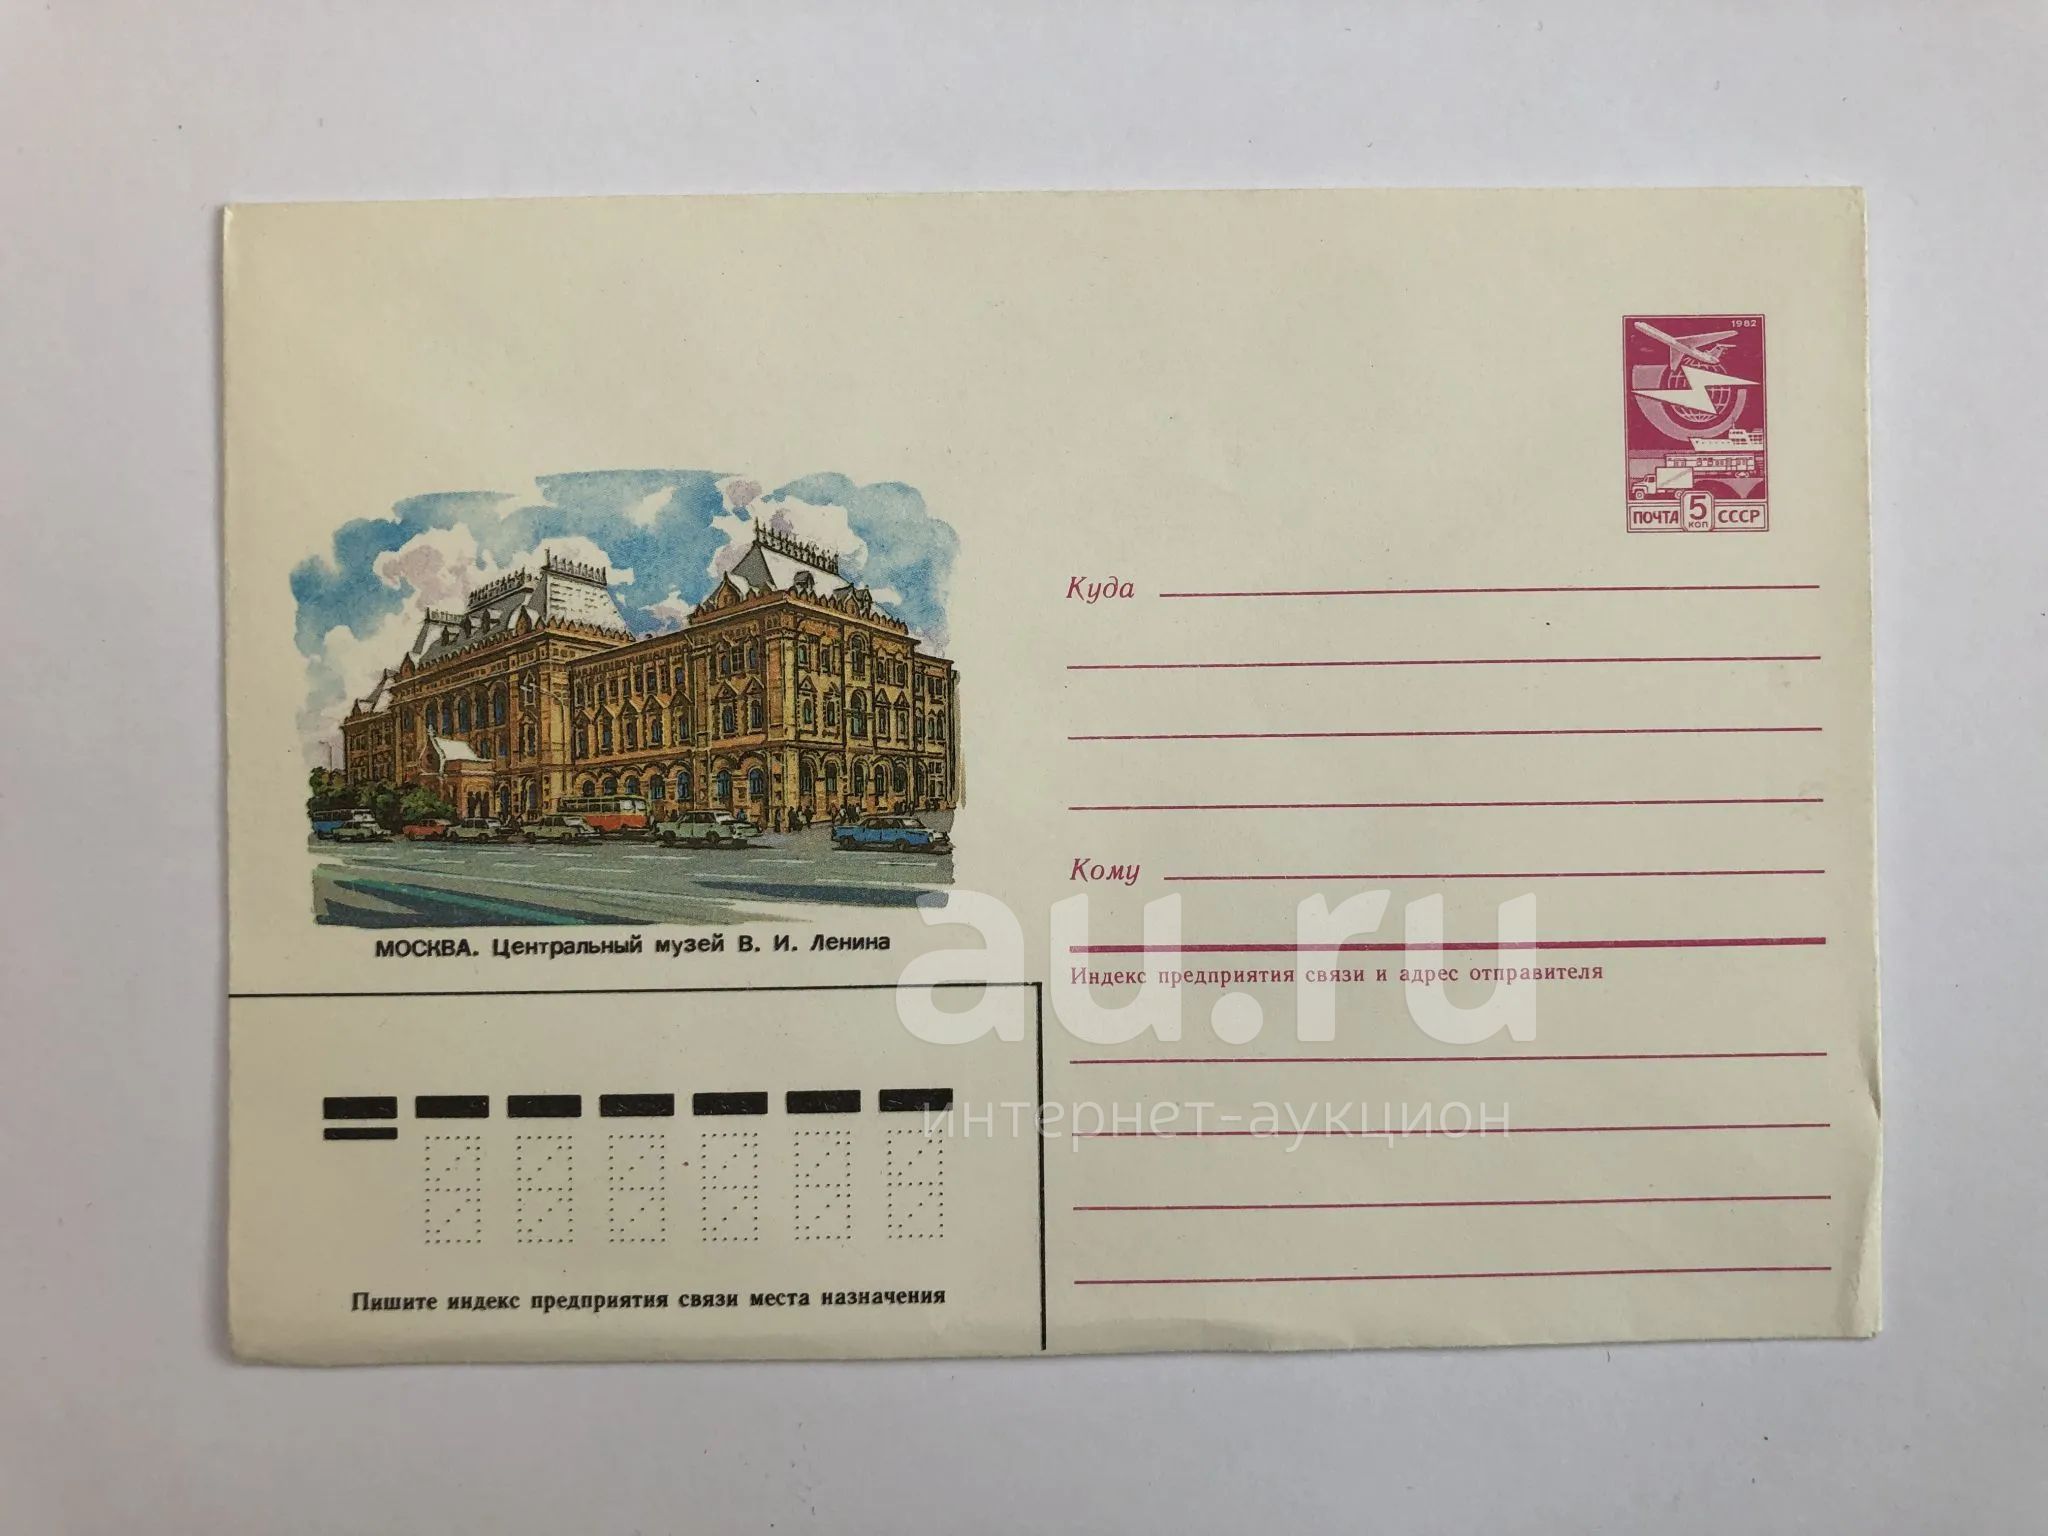 1982
ПОЧТА 5 КОП СССР
Куда
Кому
МОСКВА. Центральный музей В. И. Ленина
Индекс предприятия связи и адрес отправителя
au.ru
интернет-аукцион
Пишите индекс предприятия связи места назначения